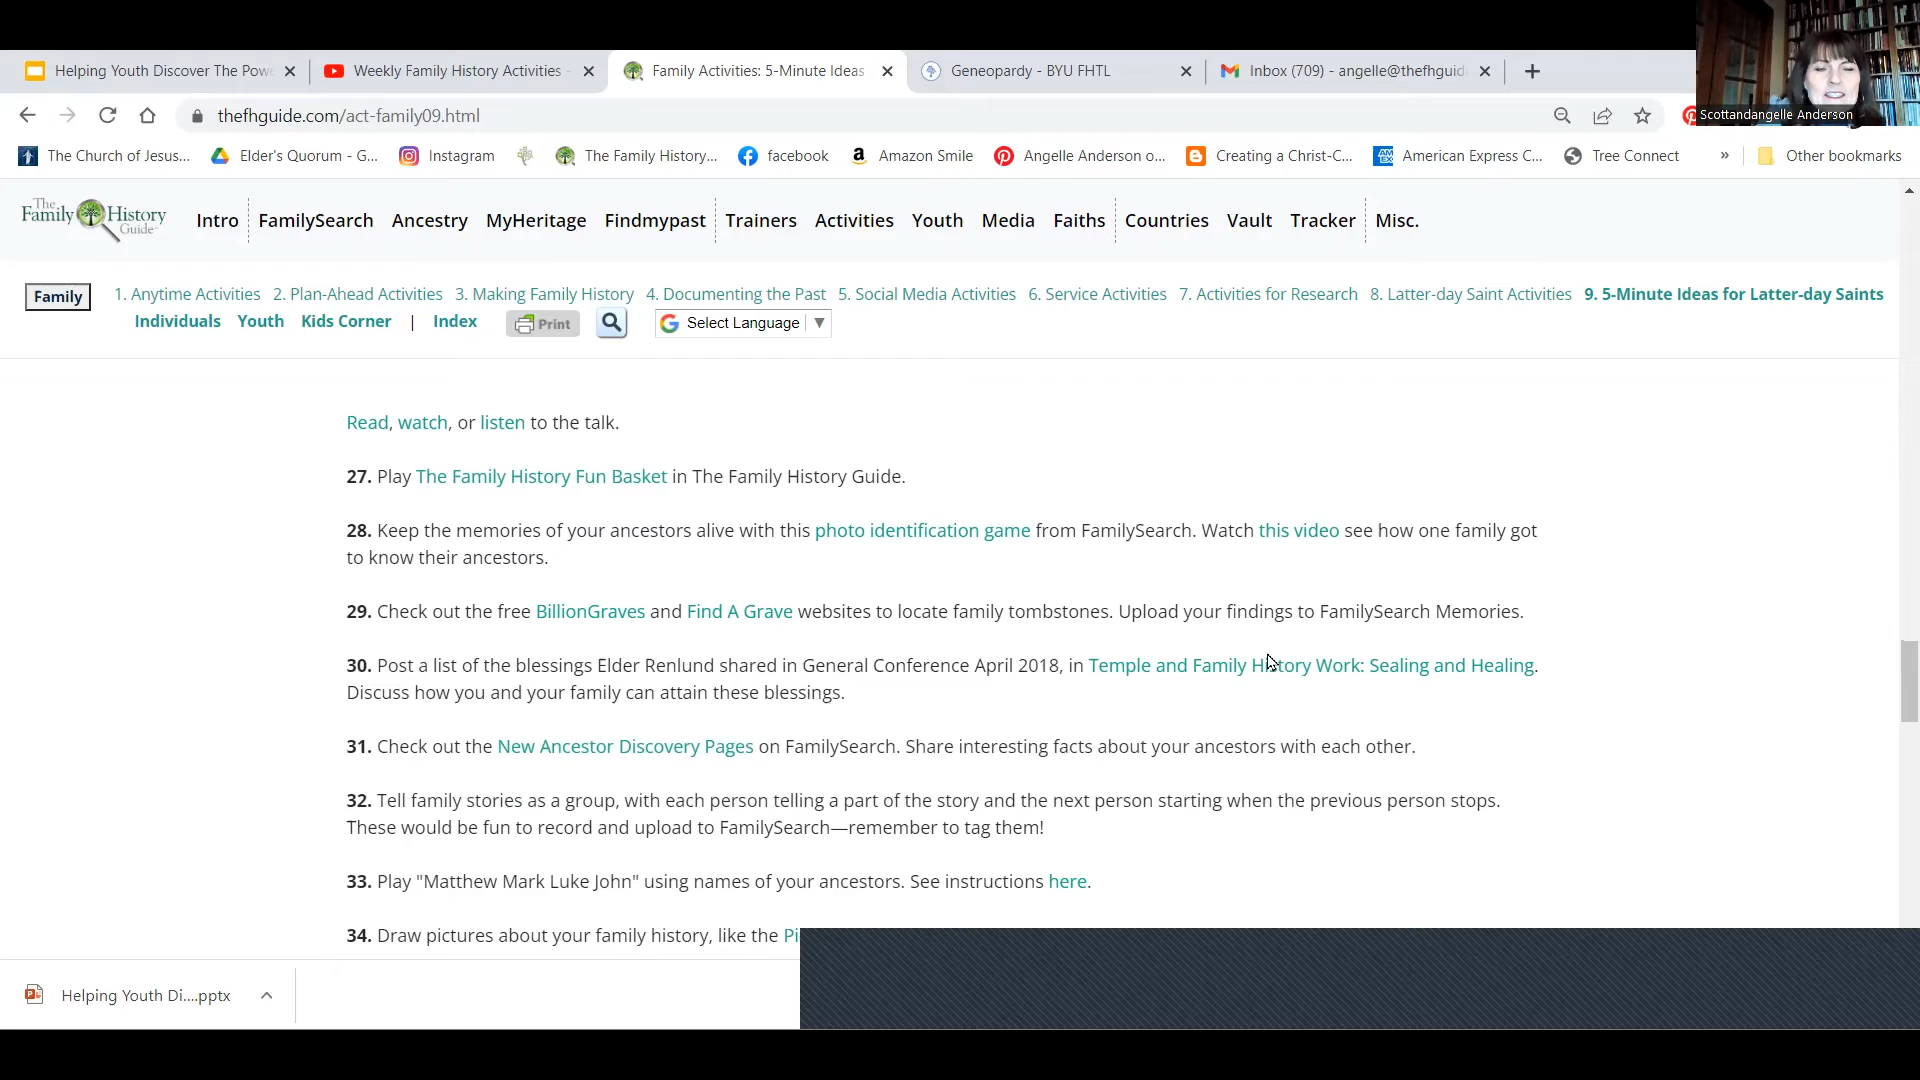 Helping Youth Discover The Powe
Weekly Family History Activities -
Family Activities: 5-Minute Ideas
Geneopardy - BYU FHTL
Inbox (709) - angelle@thefhguid
Scottandangelle Anderson
thefhguide.com/act-family09.html
The Church of Jesus...
Elder's Quorum - G...
Instagram
The Family History...
facebook
Amazon Smile
Angelle Anderson o...
Creating a Christ-C...
American Express C...
Tree Connect
»
Other bookmarks
The Family History Guide
Intro FamilySearch Ancestry MyHeritage Findmypast Trainers Activities Youth Media Faiths Countries Vault Tracker Misc.
Family 1. Anytime Activities 2. Plan-Ahead Activities 3. Making Family History 4. Documenting the Past 5. Social Media Activities 6. Service Activities 7. Activities for Research 8. Latter-day Saint Activities 9. 5-Minute Ideas for Latter-day Saints
Individuals Youth Kids Corner | Index Print Select Language ▼
Read, watch, or listen to the talk.
27. Play The Family History Fun Basket in The Family History Guide.
28. Keep the memories of your ancestors alive with this photo identification game from FamilySearch. Watch this video see how one family got
to know their ancestors.
29. Check out the free BillionGraves and Find A Grave websites to locate family tombstones. Upload your findings to FamilySearch Memories.
30. Post a list of the blessings Elder Renlund shared in General Conference April 2018, in Temple and Family History Work: Sealing and Healing.
Discuss how you and your family can attain these blessings.
31. Check out the New Ancestor Discovery Pages on FamilySearch. Share interesting facts about your ancestors with each other.
32. Tell family stories as a group, with each person telling a part of the story and the next person starting when the previous person stops.
These would be fun to record and upload to FamilySearch—remember to tag them!
33. Play "Matthew Mark Luke John" using names of your ancestors. See instructions here.
34. Draw pictures about your family history, like the Pi
Helping Youth Di....pptx